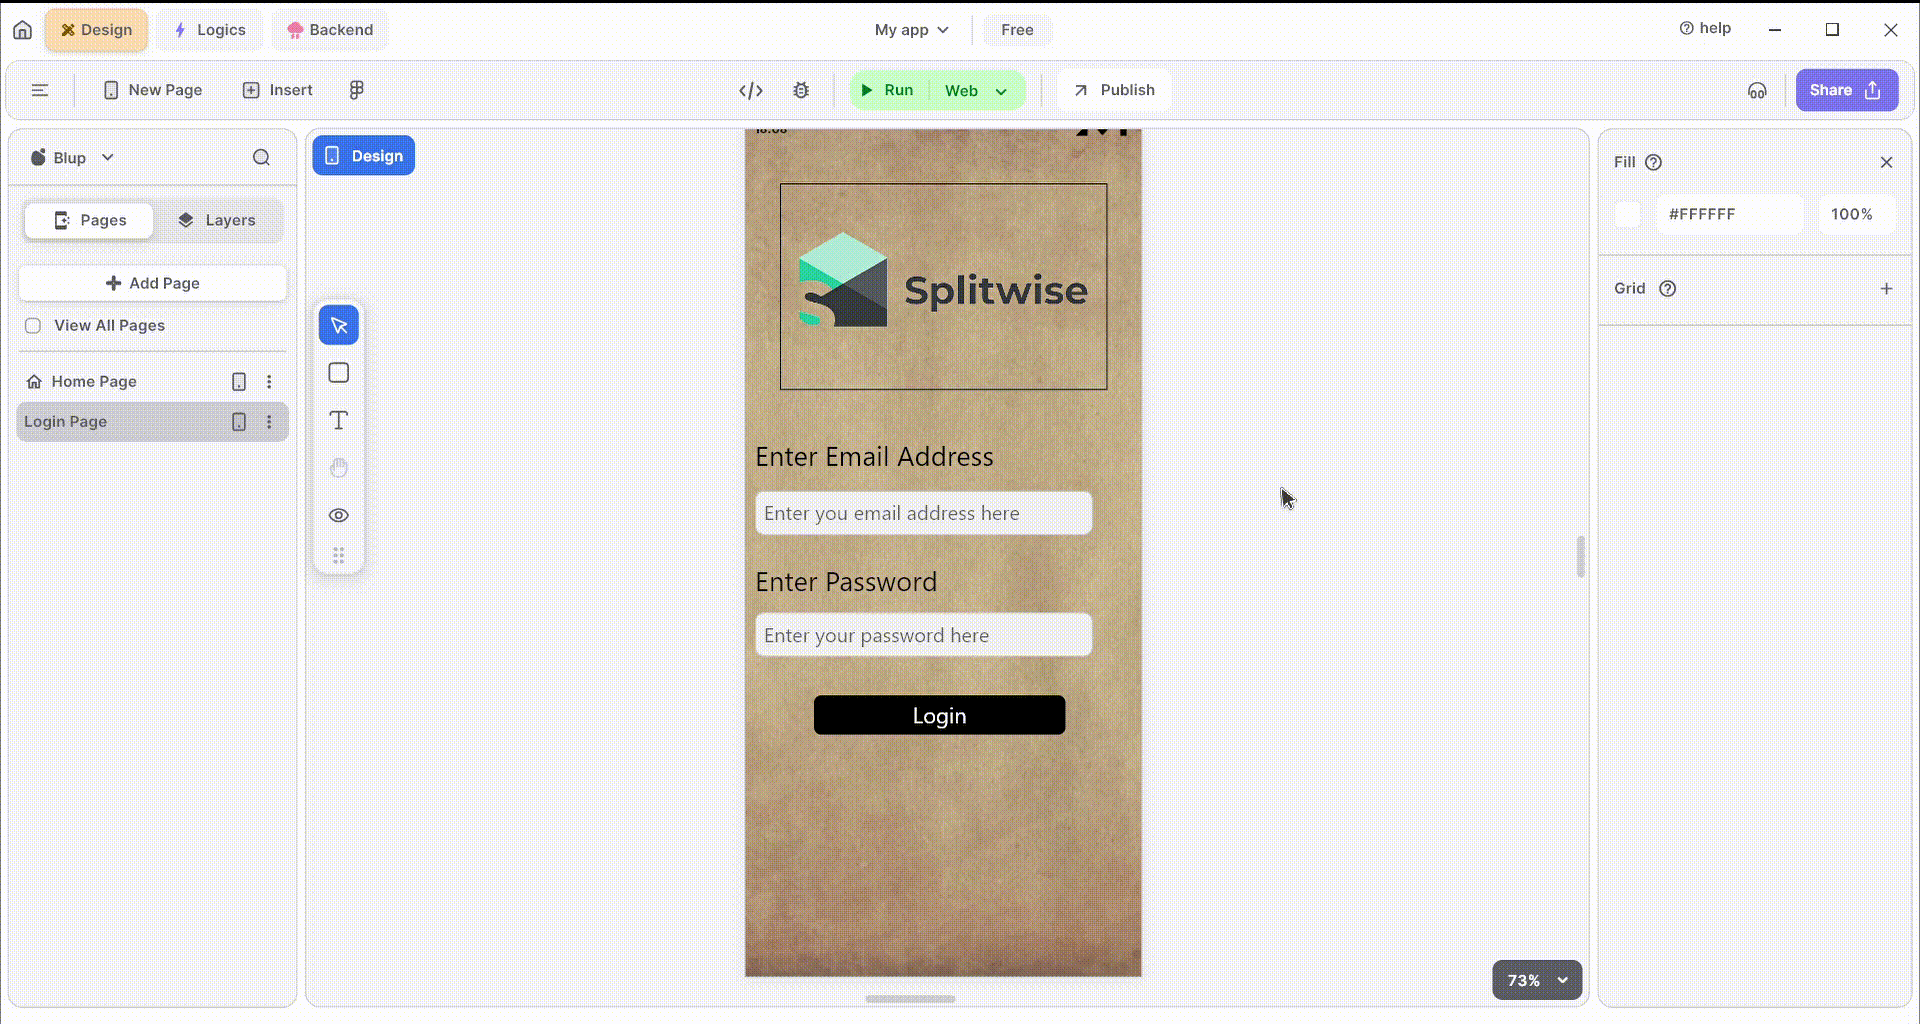 Design
Logics
Backend
My app
Free
help
New Page
Insert
Run
Web
Publish
Share
Blup
Pages
Layers
Add Page
View All Pages
Home Page
Login Page
Design
Splitwise
Enter Email Address
Enter you email address here
Enter Password
Enter your password here
Login
Fill
#FFFFFF
100%
Grid
73%